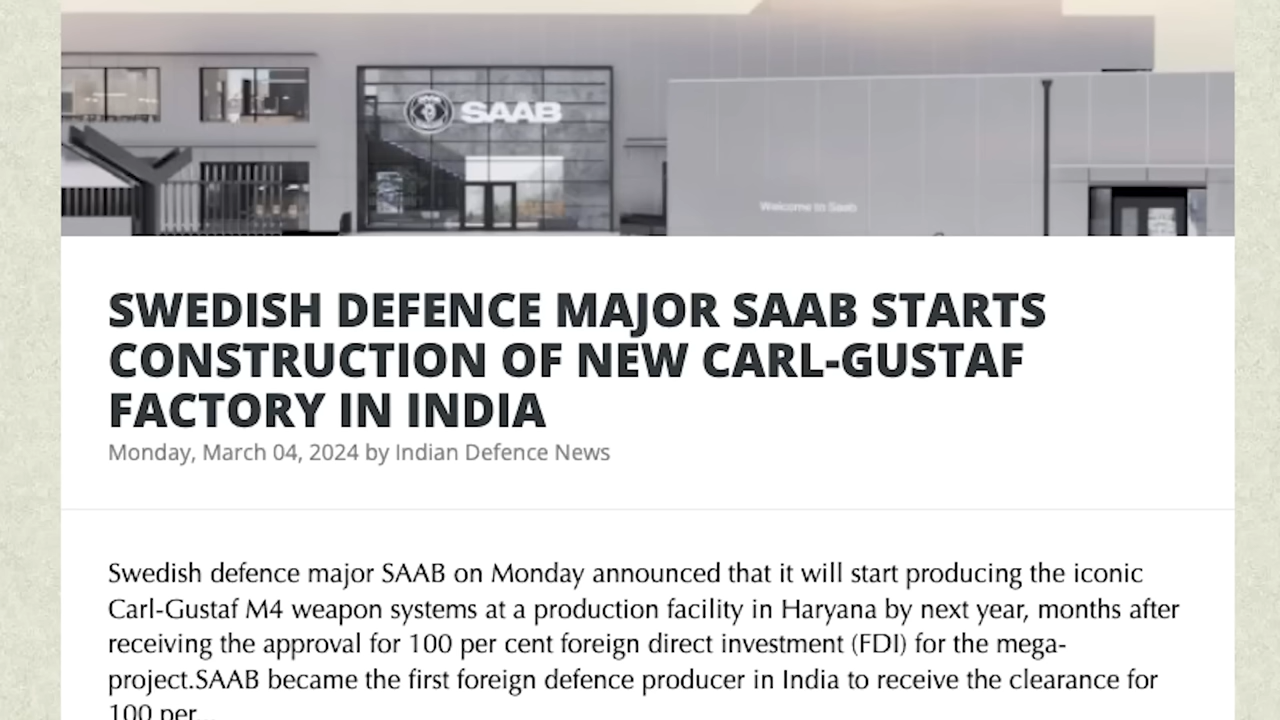 SAAB
Welcome to Saab
SWEDISH DEFENCE MAJOR SAAB STARTS
CONSTRUCTION OF NEW CARL-GUSTAF
FACTORY IN INDIA
Monday, March 04, 2024 by Indian Defence News
Swedish defence major SAAB on Monday announced that it will start producing the iconic
Carl-Gustaf M4 weapon systems at a production facility in Haryana by next year, months after
receiving the approval for 100 per cent foreign direct investment (FDI) for the mega-
project.SAAB became the first foreign defence producer in India to receive the clearance for
100 per...